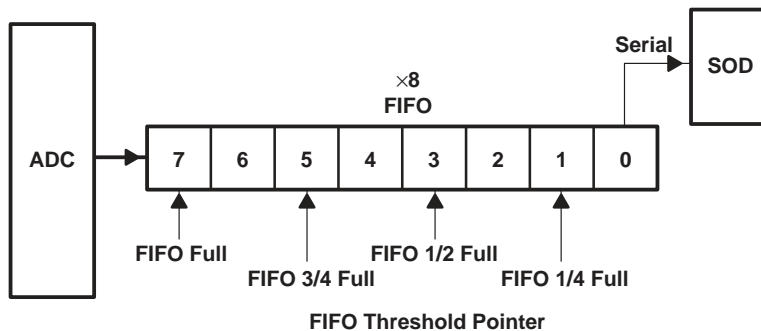 Serial
SOD
×8
FIFO
ADC
7 6 5 4 3 2 1 0
FIFO Full
FIFO 1/2 Full
FIFO 3/4 Full
FIFO 1/4 Full
FIFO Threshold Pointer